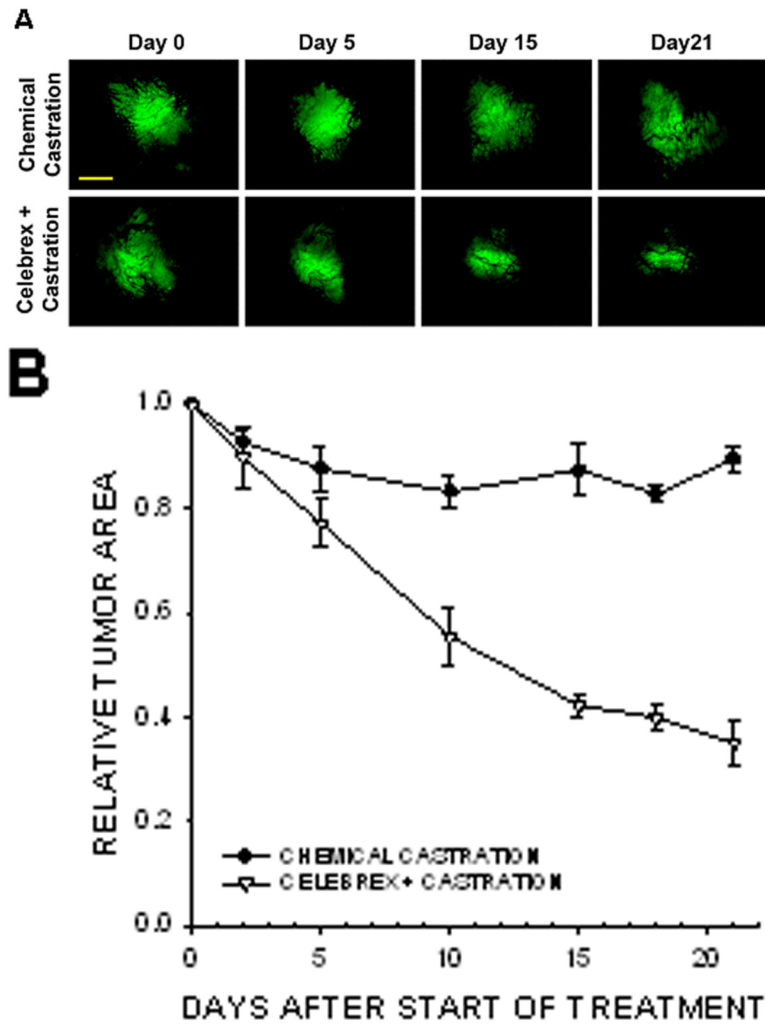 A
Day 0 Day 5 Day 15 Day21
Chemical
Castration
Celebrex +
Castration
B
RELATIVE TUMOR AREA
1.0
0.8
0.6
0.4
0.2
0.0
CHEMICAL CASTRATION
CELEBREX + CASTRATION
0 5 10 15 20
DAYS AFTER START OF TREATMENT